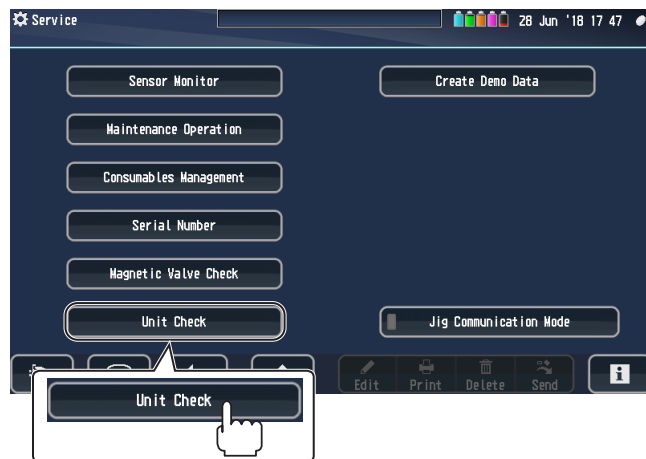 Service
28 Jun '18 17 47
Sensor Monitor
Create Demo Data
Maintenance Operation
Consumables Management
Serial Number
Magnetic Valve Check
Unit Check
Jig Communication Mode
Edit
Print
Delete
Send
i
Unit Check